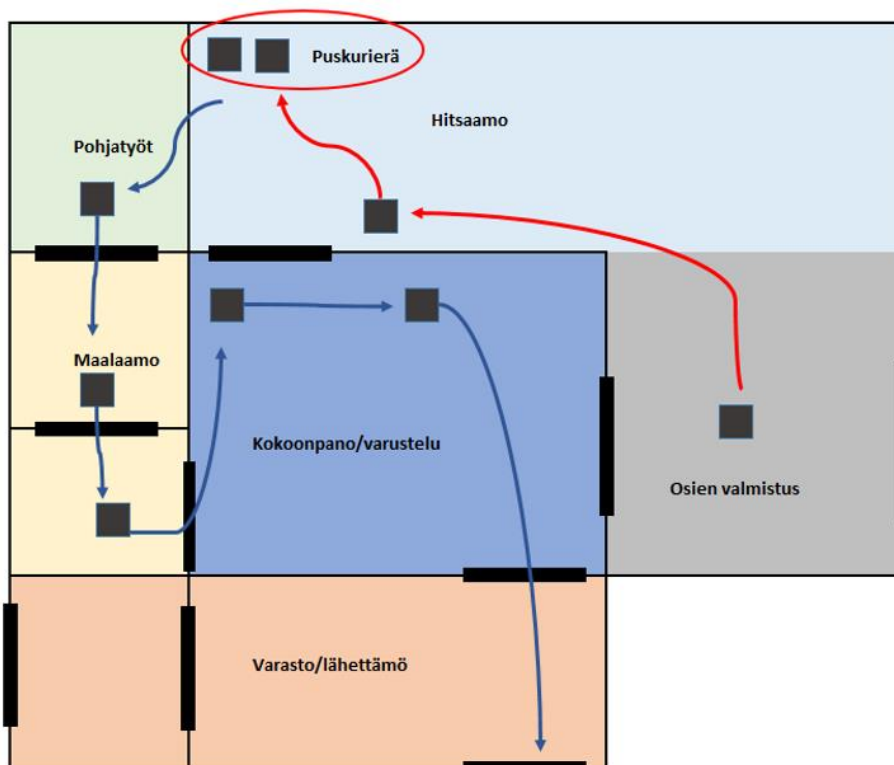 Puskurierä
Hitsaamo
Pohjatyöt
Maalaamo
Kokoonpano/varustelu
Osien valmistus
Varasto/lähettämö